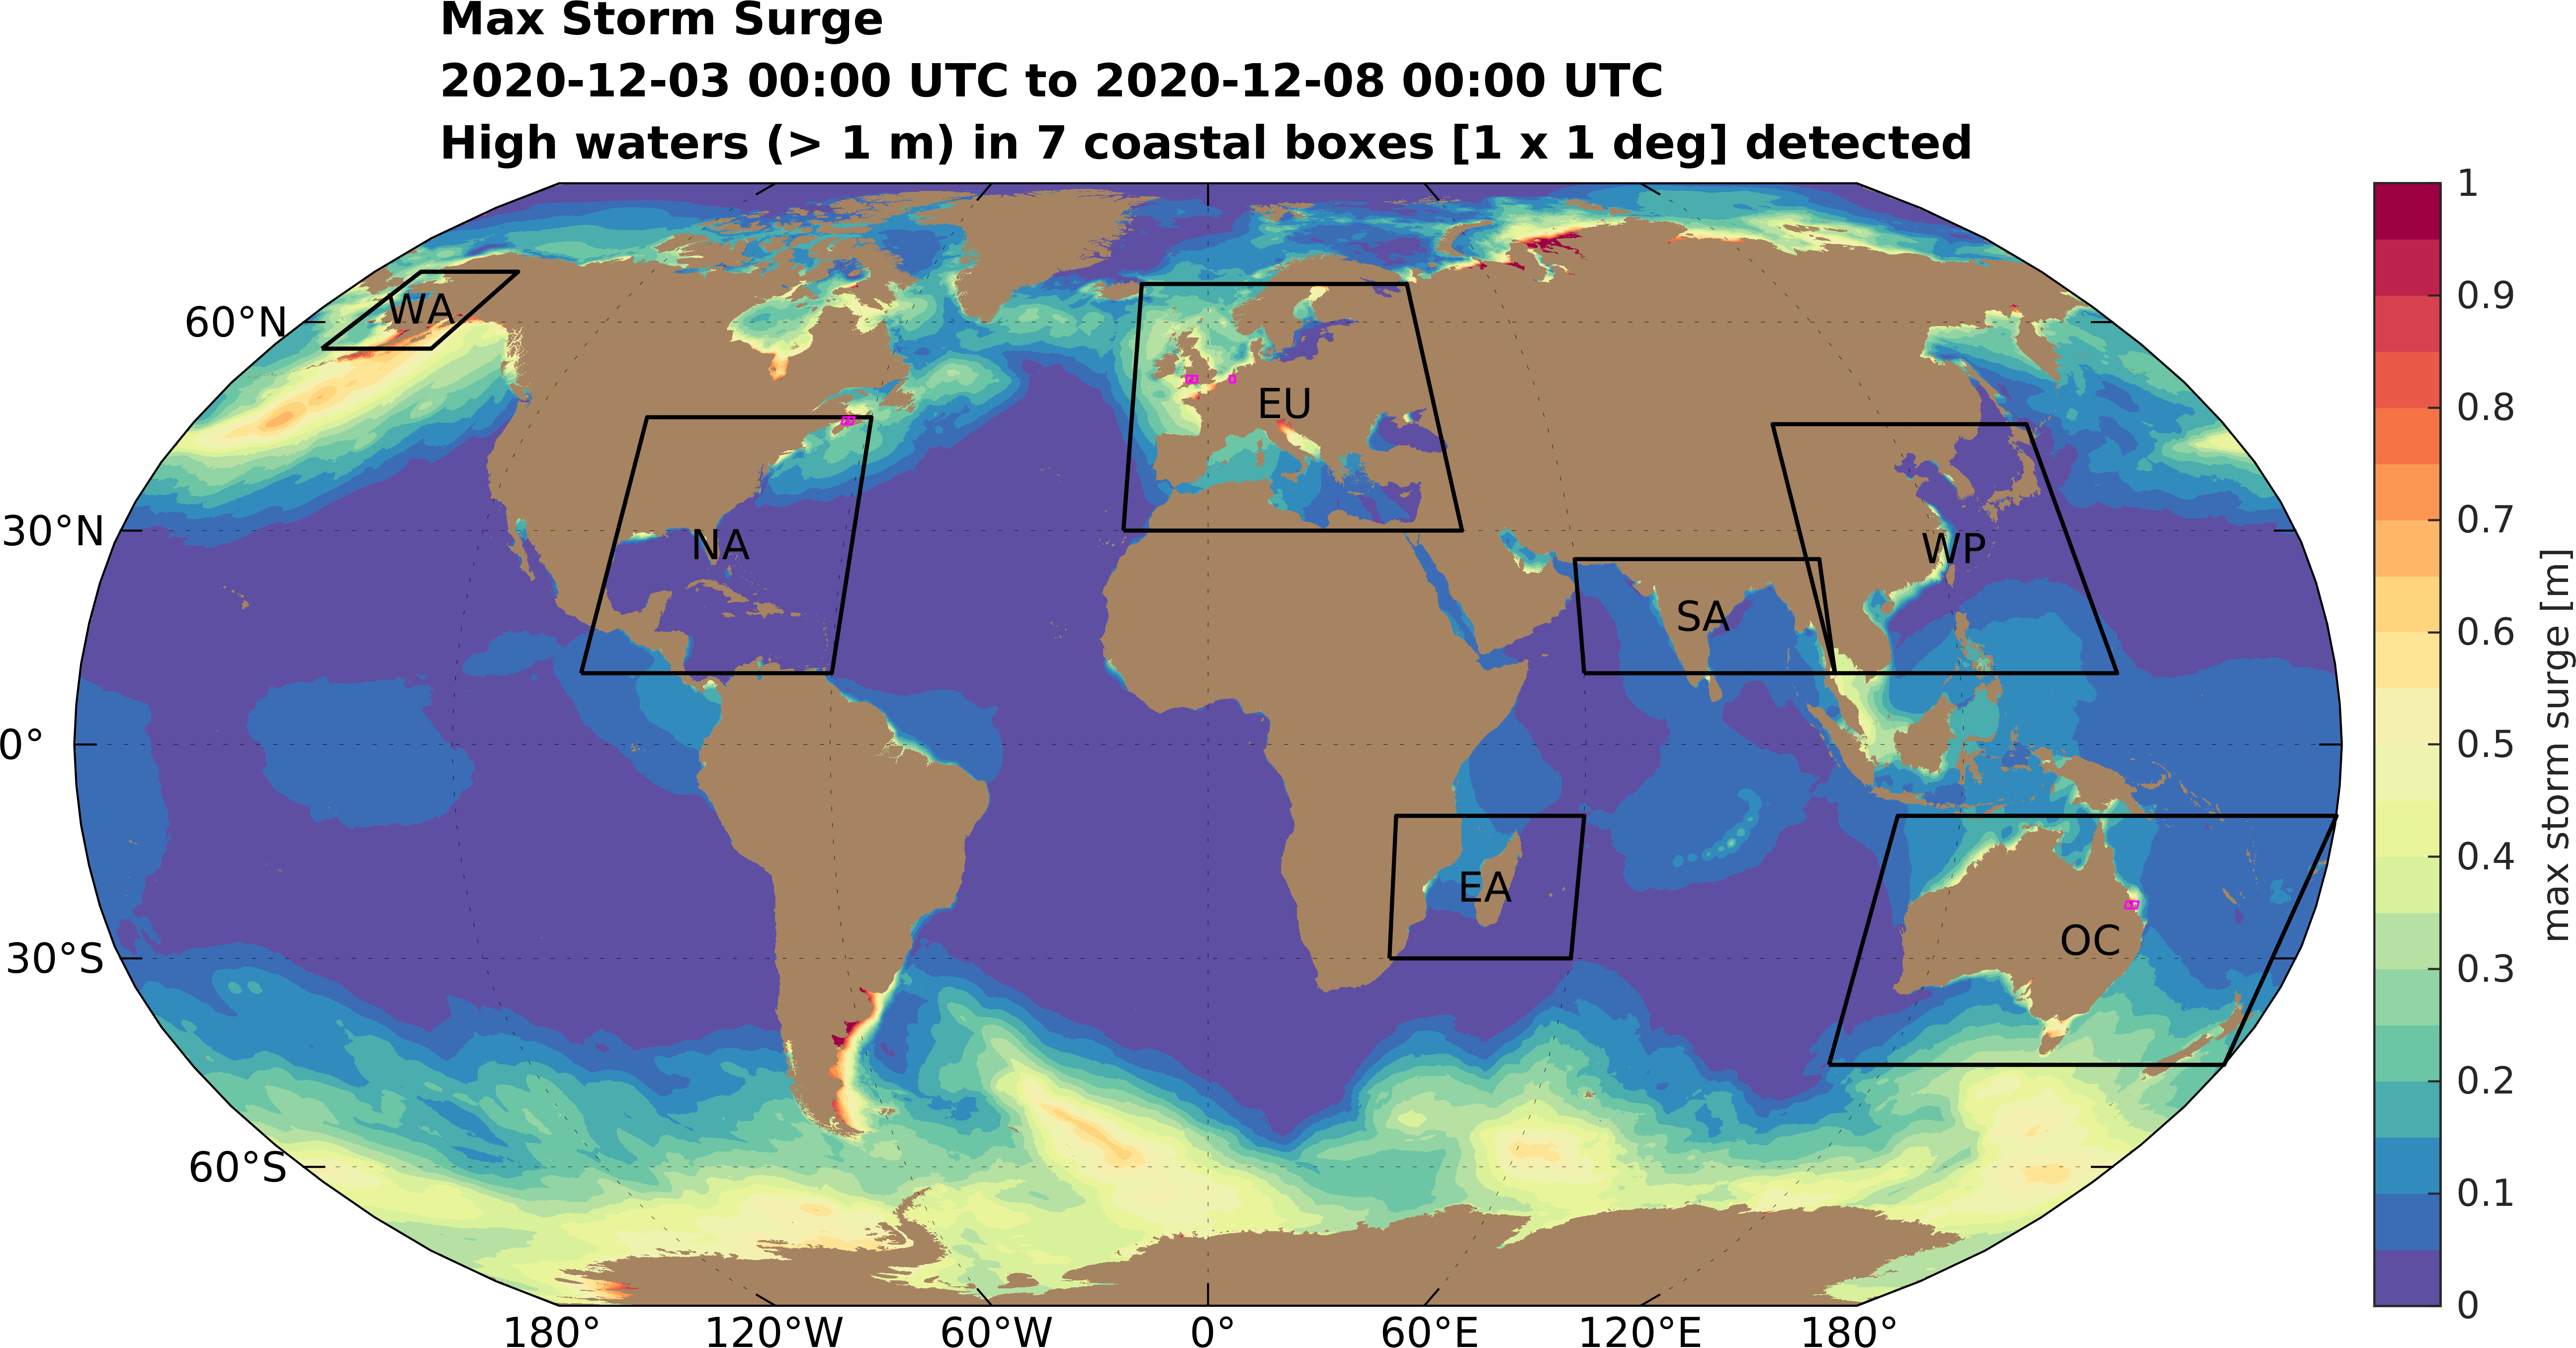 Max Storm Surge
2020-12-03 00:00 UTC to 2020-12-08 00:00 UTC
High waters (> 1 m) in 7 coastal boxes [1 x 1 deg] detected
60°N
30°N
0°
30°S
60°S
180°
120°W
60°W
0°
60°E
120°E
180°
WA
NA
EU
SA
WP
EA
OC
1
0.9
0.8
0.7
0.6
0.5
0.4
0.3
0.2
0.1
0
max storm surge [m]